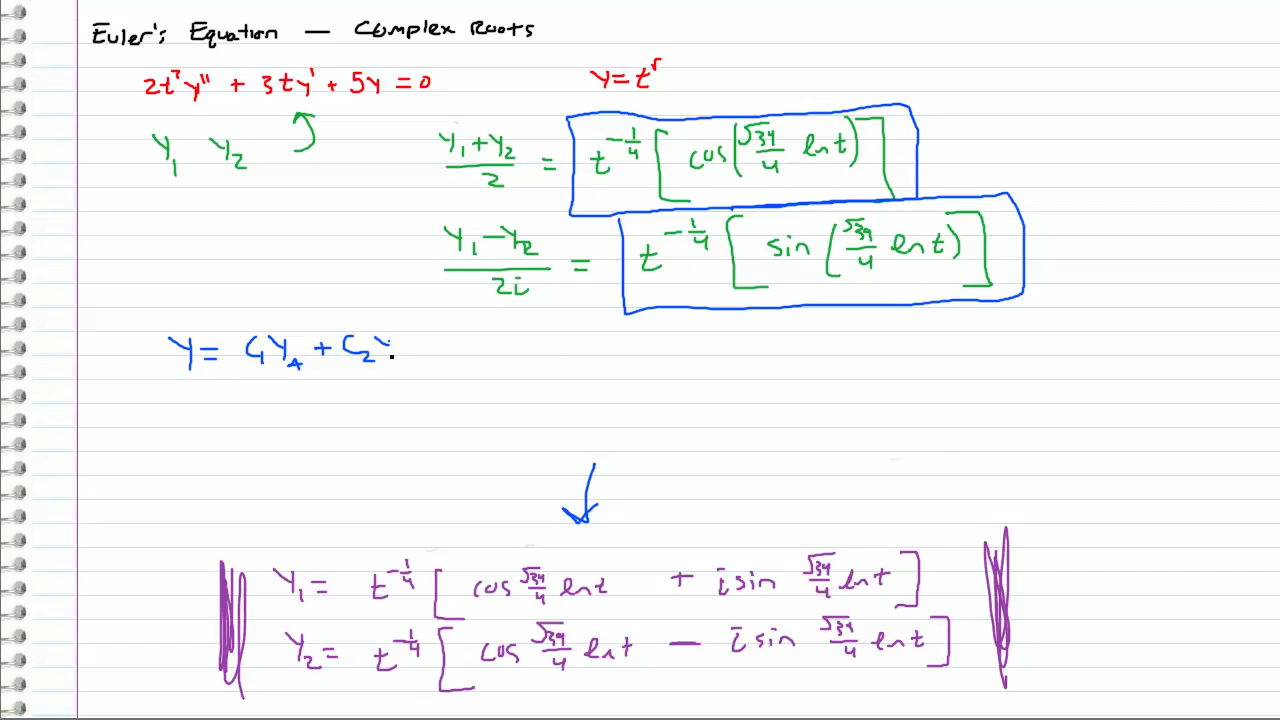 Euler's Equation — Complex Roots
2t²y'' + 3ty' + 5y = 0 y = t^r
y₁ y₂
(y₁+y₂)/2 = t^(-1/4) [cos(√39/4 ln t)]
(y₁-y₂)/2i = t^(-1/4) [sin(√39/4 ln t)]
y = c₁y_A + c₂y
y₁ = t^(-1/4) [cos √39/4 ln t + i sin √39/4 ln t]
y₂ = t^(-1/4) [cos √39/4 ln t − i sin √39/4 ln t]